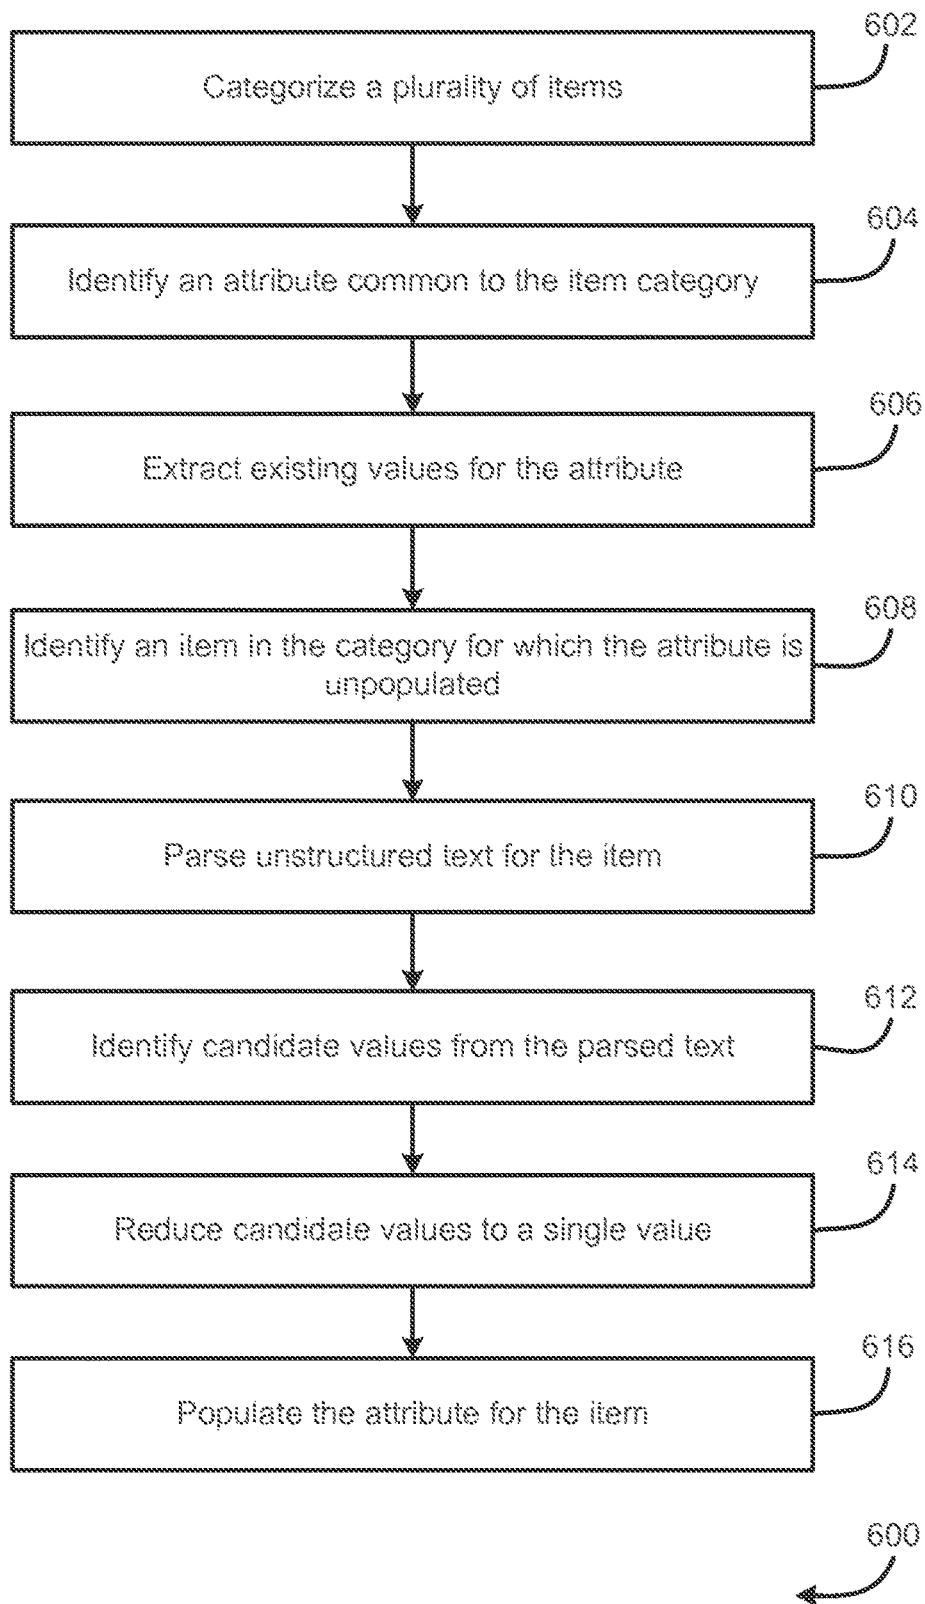 602
Categorize a plurality of items
604
Identify an attribute common to the item category
606
Extract existing values for the attribute
608
Identify an item in the category for which the attribute is
unpopulated
610
Parse unstructured text for the item
612
Identify candidate values from the parsed text
614
Reduce candidate values to a single value
616
Populate the attribute for the item
600